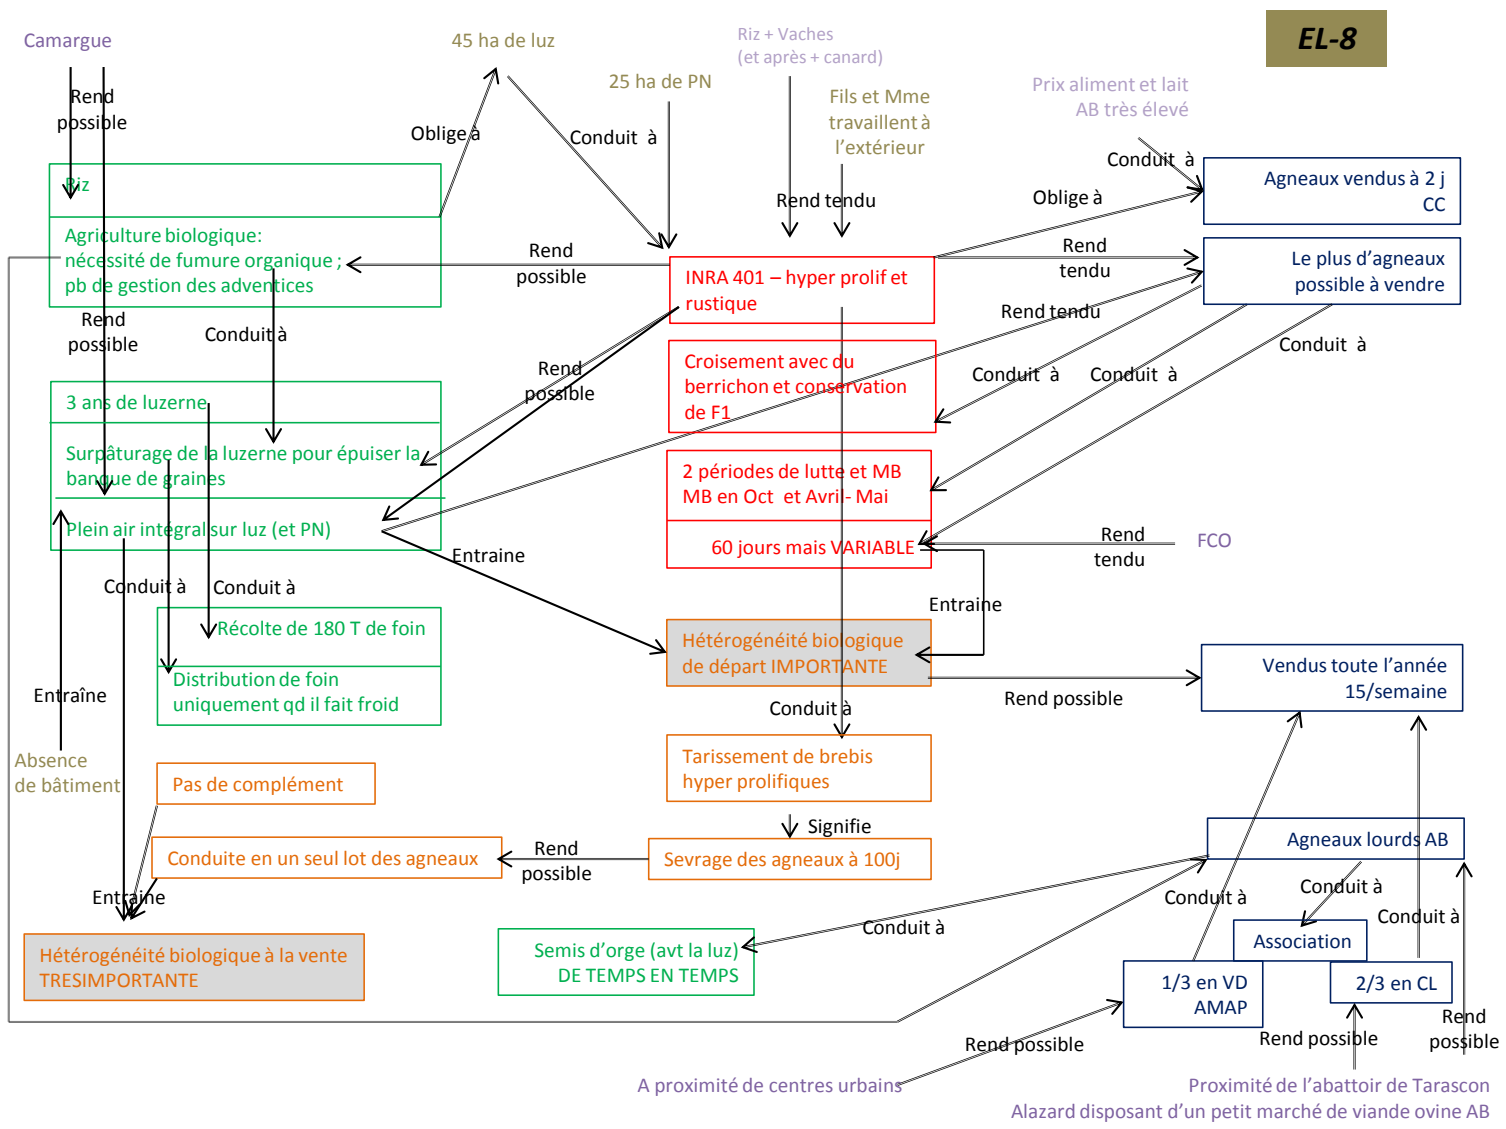 Camargue
45 ha de luz
Riz + Vaches
(et après + canard)
EL-8
25 ha de PN
Fils et Mme
travaillent à
l’extérieur
Prix aliment et lait
AB très élevé
Rend
possible
Oblige à
Conduit à
Conduit à
Rend tendu
Oblige à
Riz
Agriculture biologique:
nécessité de fumure organique ;
pb de gestion des adventices
Rend
possible
Rend
possible
Conduit à
INRA 401 – hyper prolif et
rustique
Rend
tendu
Rend tendu
Agneaux vendus à 2 j
CC
Le plus d’agneaux
possible à vendre
Conduit à
Conduit à
Conduit à
3 ans de luzerne
Surpâturage de la luzerne pour épuiser la
banque de graines
Plein air intégral sur luz (et PN)
Rend
possible
Croisement avec du
berrichon et conservation
de F1
2 périodes de lutte et MB
MB en Oct et Avril- Mai
60 jours mais VARIABLE
Rend
tendu
FCO
Entraine
Entraine
Conduit à
Conduit à
Récolte de 180 T de foin
Distribution de foin
uniquement qd il fait froid
Hétérogénéité biologique
de départ IMPORTANTE
Rend possible
Vendus toute l’année
15/semaine
Entraîne
Absence
de bâtiment
Conduit à
Tarissement de brebis
hyper prolifiques
Pas de complément
Signifie
Conduite en un seul lot des agneaux
Rend
possible
Sevrage des agneaux à 100j
Agneaux lourds AB
Entraine
Conduit à
Conduit à
Conduit à
Conduit à
Hétérogénéité biologique à la vente
TRESIMPORTANTE
Semis d’orge (avt la luz)
DE TEMPS EN TEMPS
Association
1/3 en VD
AMAP
2/3 en CL
Rend possible
Rend possible
Rend
possible
A proximité de centres urbains
Proximité de l’abattoir de Tarascon
Alazard disposant d’un petit marché de viande ovine AB